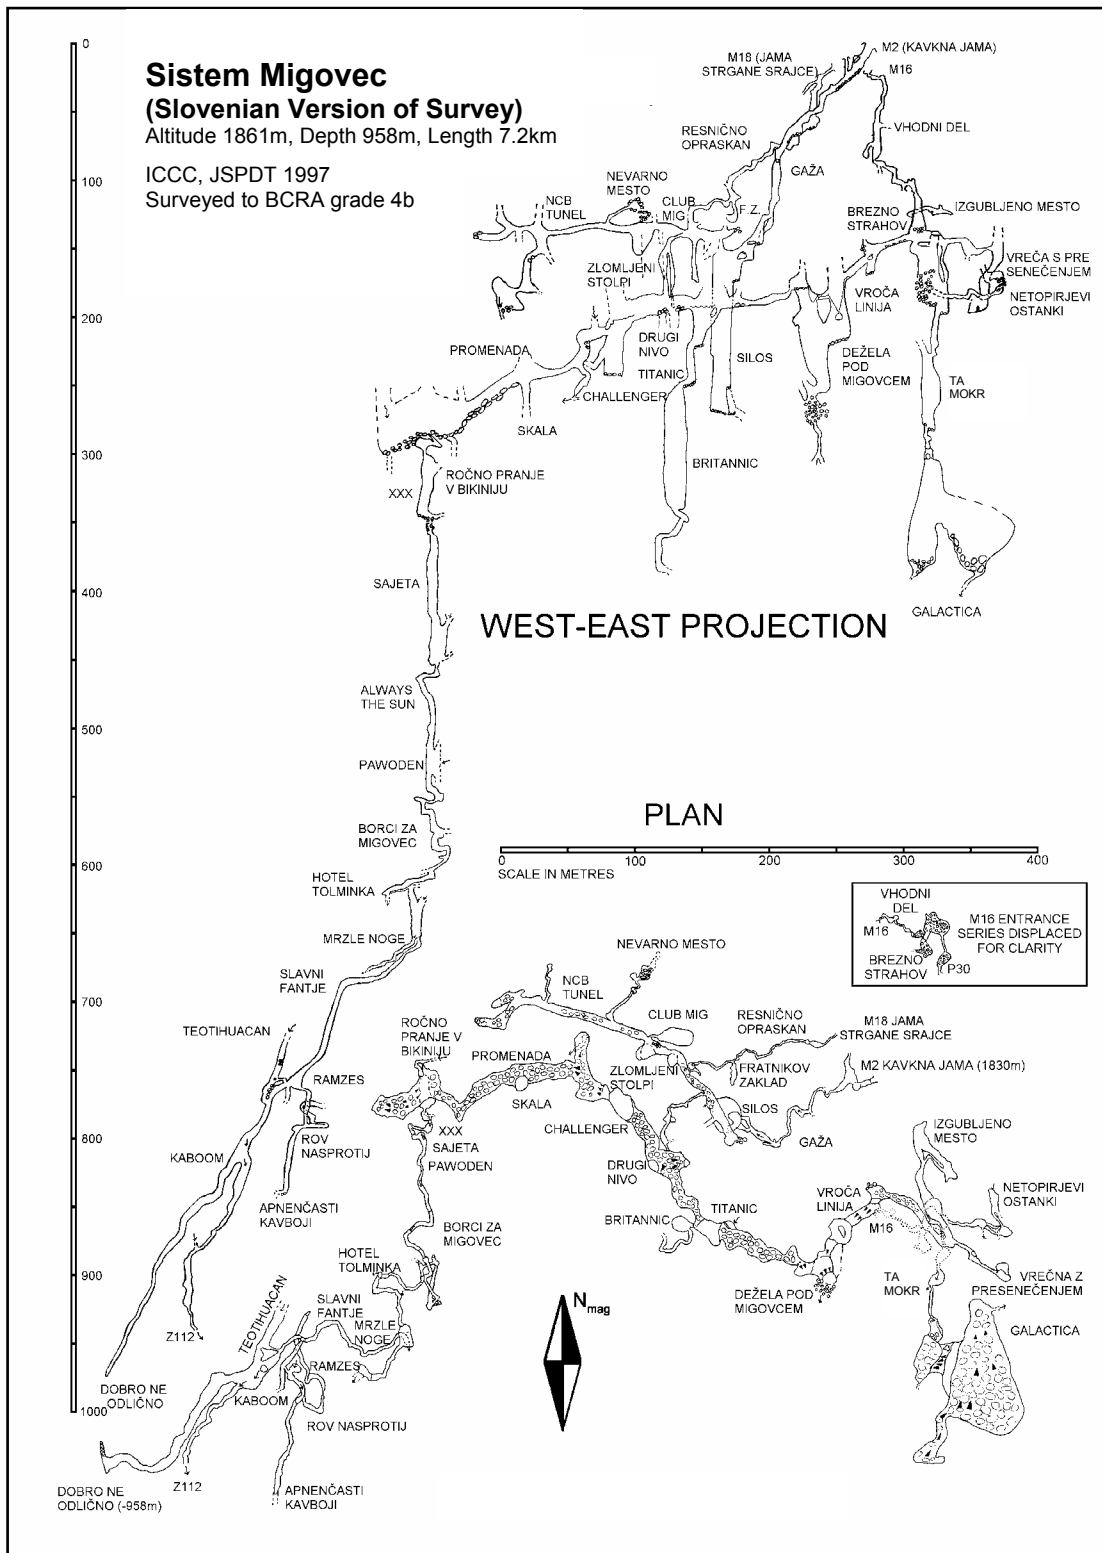 Sistem Migovec
(Slovenian Version of Survey)
Altitude 1861m, Depth 958m, Length 7.2km
ICCC, JSPDT 1997
Surveyed to BCRA grade 4b
0
100
200
300
400
500
600
700
800
900
1000
M18 (JAMA
STRGANE SRAJCE)
M2 (KAVKNA JAMA)
M16
RESNIČNO
OPRASKAN
VHODNI DEL
GAŽA
NEVARNO
MESTO
NCB
TUNEL
CLUB
MIG
F.Z.
BREZNO
STRAHOV
IZGUBLJENO MESTO
ZLOMLJENI
STOLPI
VREČA S PRE
SENEČENJEM
VROČA
LINIJA
NETOPIRJEVI
OSTANKI
PROMENADA
DRUGI
NIVO
TITANIC
SILOS
DEŽELA
POD
MIGOVCEM
TA
MOKR
CHALLENGER
SKALA
BRITANNIC
ROČNO PRANJE
V BIKINIJU
XXX
SAJETA
GALACTICA
WEST-EAST PROJECTION
ALWAYS
THE SUN
PAWODEN
BORCI ZA
MIGOVEC
HOTEL
TOLMINKA
MRZLE NOGE
SLAVNI
FANTJE
TEOTIHUACAN
RAMZES
ROV
NASPROTIJ
KABOOM
APNENČASTI
KAVBOJI
Z112
DOBRO NE
ODLIČNO
PLAN
0
100
200
300
400
SCALE IN METRES
VHODNI
DEL
M16
BREZNO
STRAHOV
P30
M16 ENTRANCE
SERIES DISPLACED
FOR CLARITY
NEVARNO MESTO
NCB
TUNEL
CLUB MIG
RESNIČNO
OPRASKAN
M18 JAMA
STRGANE SRAJCE
ROČNO
PRANJE V
BIKINIJU
PROMENADA
ZLOMLJENI
STOLPI
FRATNIKOV
ZAKLAD
M2 KAVKNA JAMA (1830m)
SKALA
SILOS
CHALLENGER
GAŽA
XXX
SAJETA
PAWODEN
IZGUBLJENO
MESTO
DRUGI
NIVO
VROČA
LINIJA
NETOPIRJEVI
OSTANKI
TITANIC
BRITANNIC
M16
BORCI ZA
MIGOVEC
HOTEL
TOLMINKA
DEŽELA POD
MIGOVCEM
TA
MOKR
VREČNA Z
PRESENEČENJEM
GALACTICA
TEOTIHUACAN
SLAVNI
FANTJE
MRZLE
NOGE
RAMZES
KABOOM
ROV NASPROTIJ
Z112
APNENČASTI
KAVBOJI
DOBRO NE
ODLIČNO (-958m)
Nmag